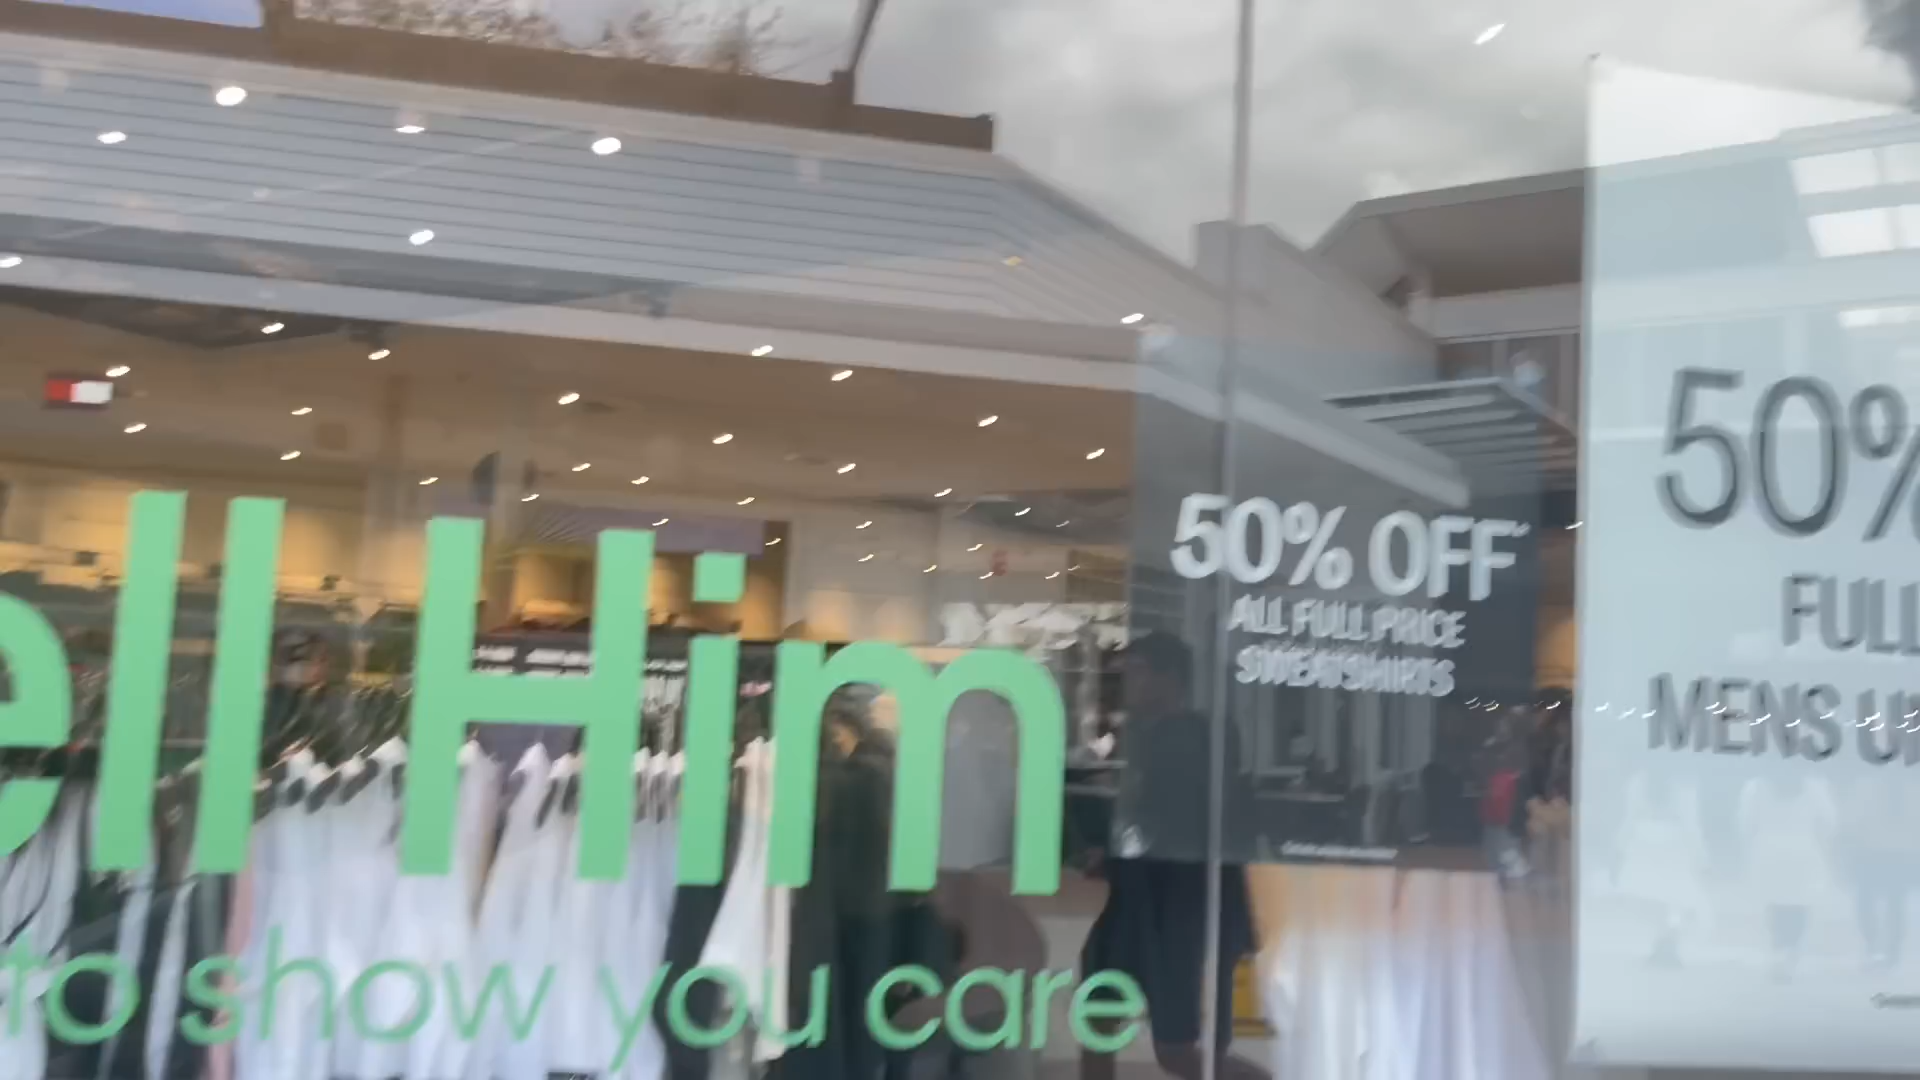 ell Him
to show you care
50% OFF*
ALL FULL PRICE
SWEATSHIRTS
50%
FULL
MENS U